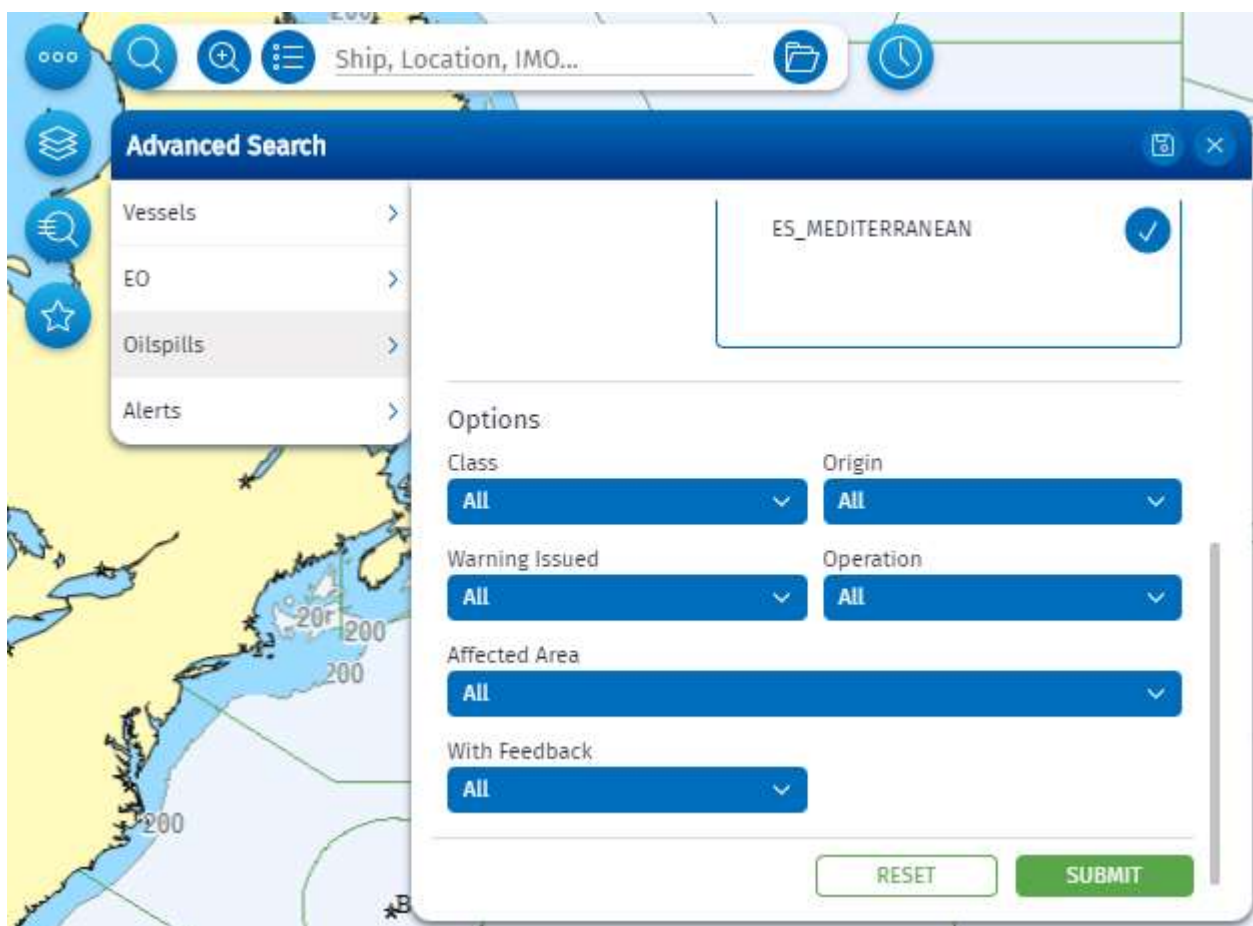 Ship, Location, IMO...
Advanced Search
Vessels
EO
Oilspills
Alerts
ES_MEDITERRANEAN
Options
Class
Origin
All
All
Warning Issued
Operation
All
All
Affected Area
All
With Feedback
All
RESET
SUBMIT
200
200
200
B